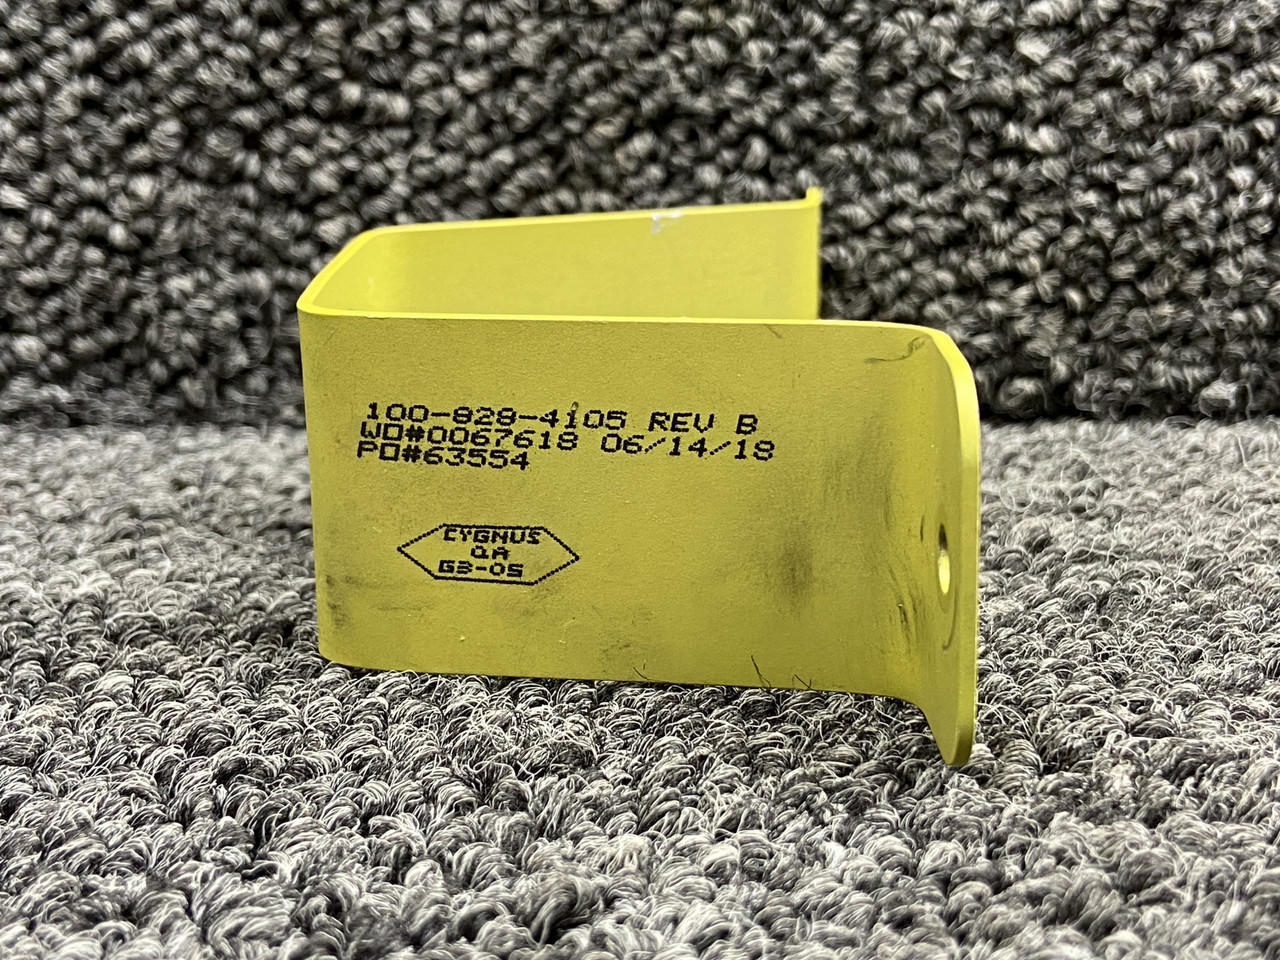 100-828-4105 REV B
WO#0067618 06/14/18
PO#63554
CYGNUS
QA
G3-05